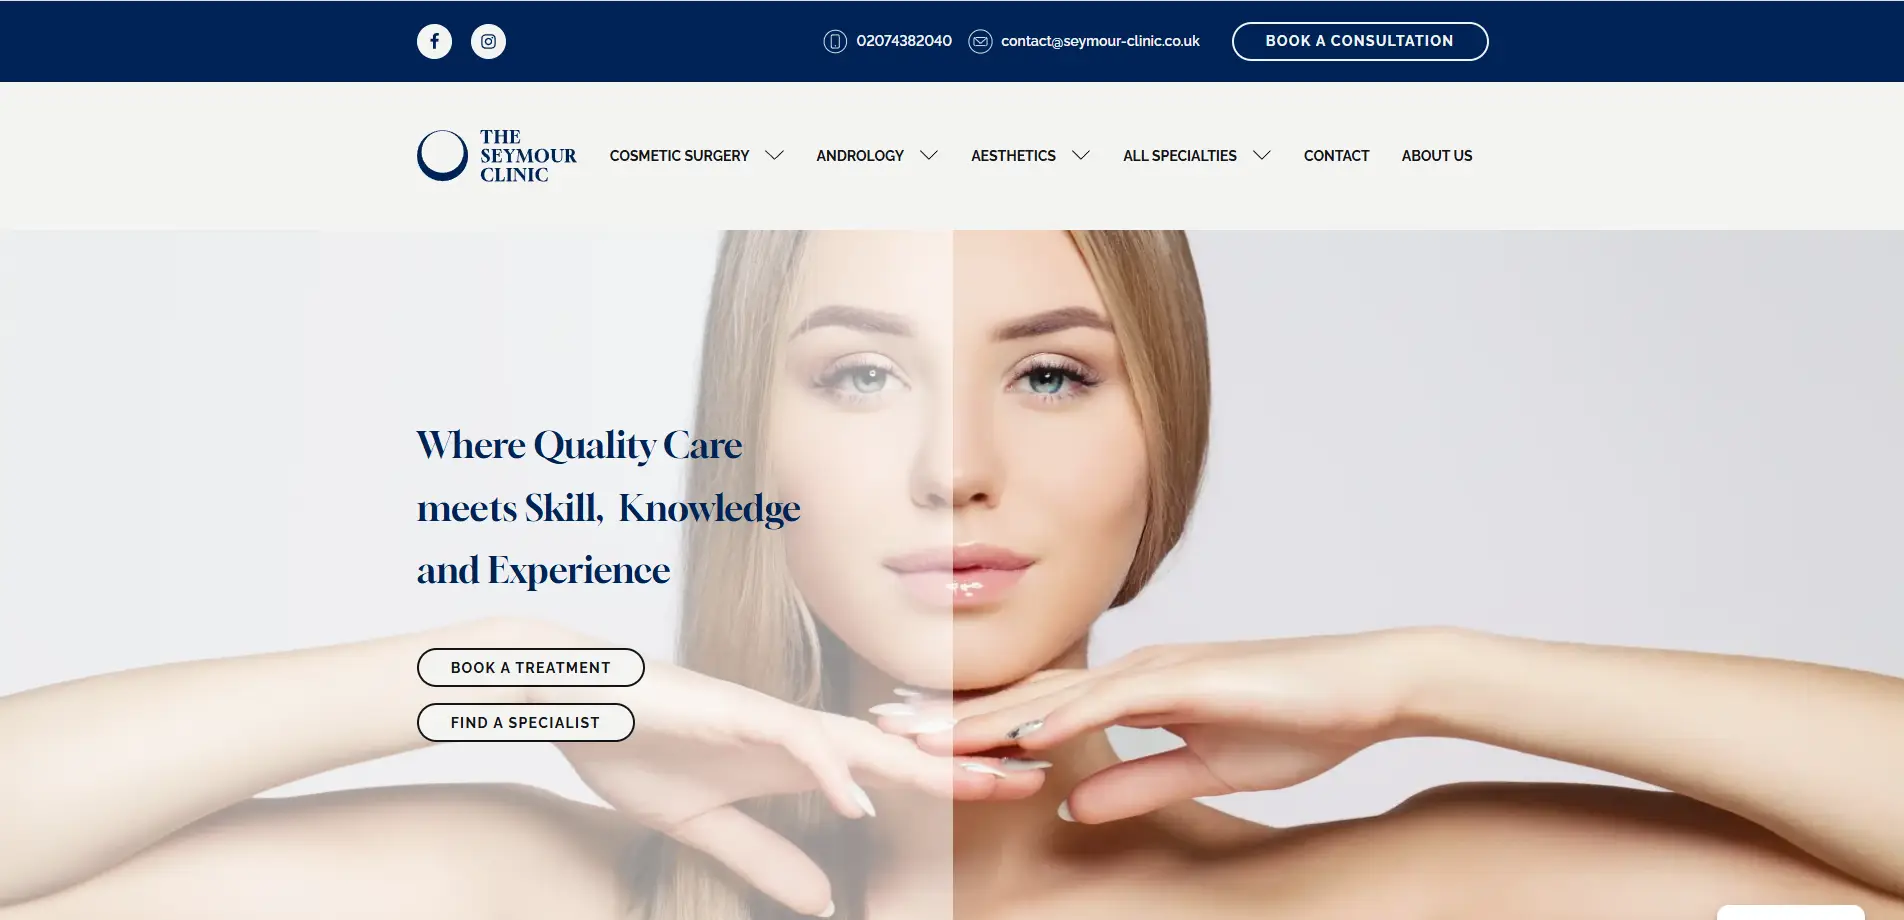 02074382040
contact@seymour-clinic.co.uk
BOOK A CONSULTATION
THE
SEYMOUR
CLINIC
COSMETIC SURGERY
ANDROLOGY
AESTHETICS
ALL SPECIALTIES
CONTACT
ABOUT US
Where Quality Care
meets Skill, Knowledge
and Experience
BOOK A TREATMENT
FIND A SPECIALIST